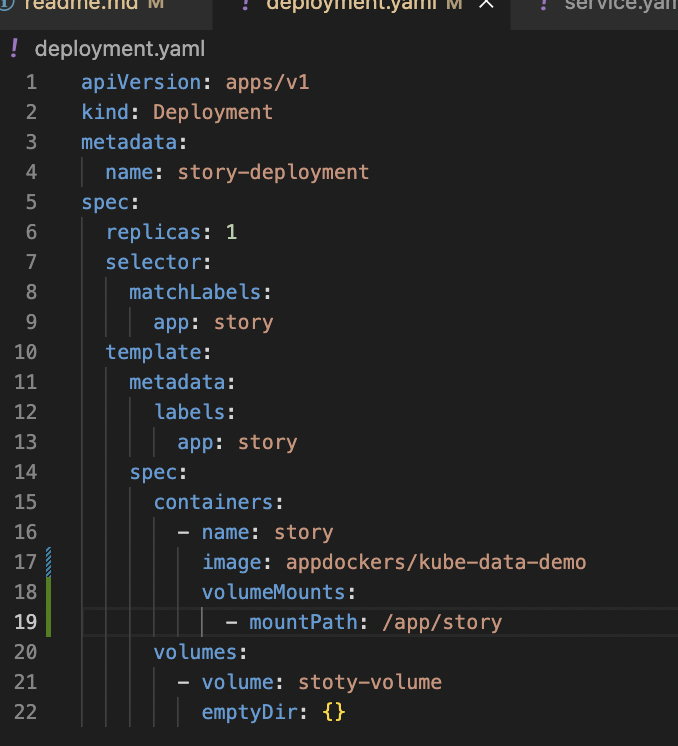 readme.md M deployment.yaml M × service.yam
! deployment.yaml
1 apiVersion: apps/v1
2 kind: Deployment
3 metadata:
4 name: story-deployment
5 spec:
6 replicas: 1
7 selector:
8 matchLabels:
9 app: story
10 template:
11 metadata:
12 labels:
13 app: story
14 spec:
15 containers:
16 - name: story
17 image: appdockers/kube-data-demo
18 volumeMounts:
19 - mountPath: /app/story
20 volumes:
21 - volume: stoty-volume
22 emptyDir: {}